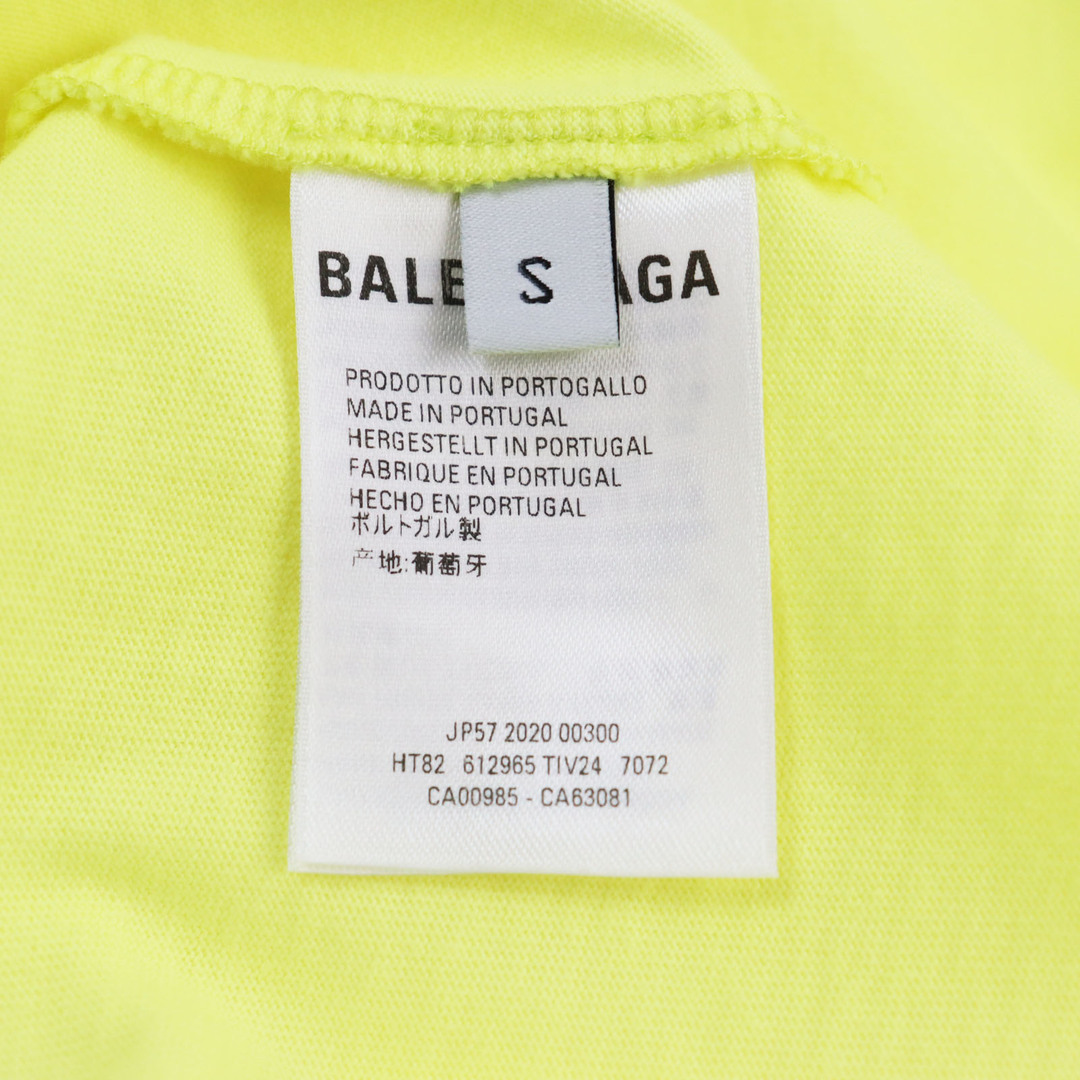 BALE AGA
S
PRODOTTO IN PORTOGALLO
MADE IN PORTUGAL
HERGESTELLT IN PORTUGAL
FABRIQUE EN PORTUGAL
HECHO EN PORTUGAL
ポルトガル製
产地:葡萄牙
JP57 2020 00300
HT82 612965 TIV24 7072
CA00985 - CA63081